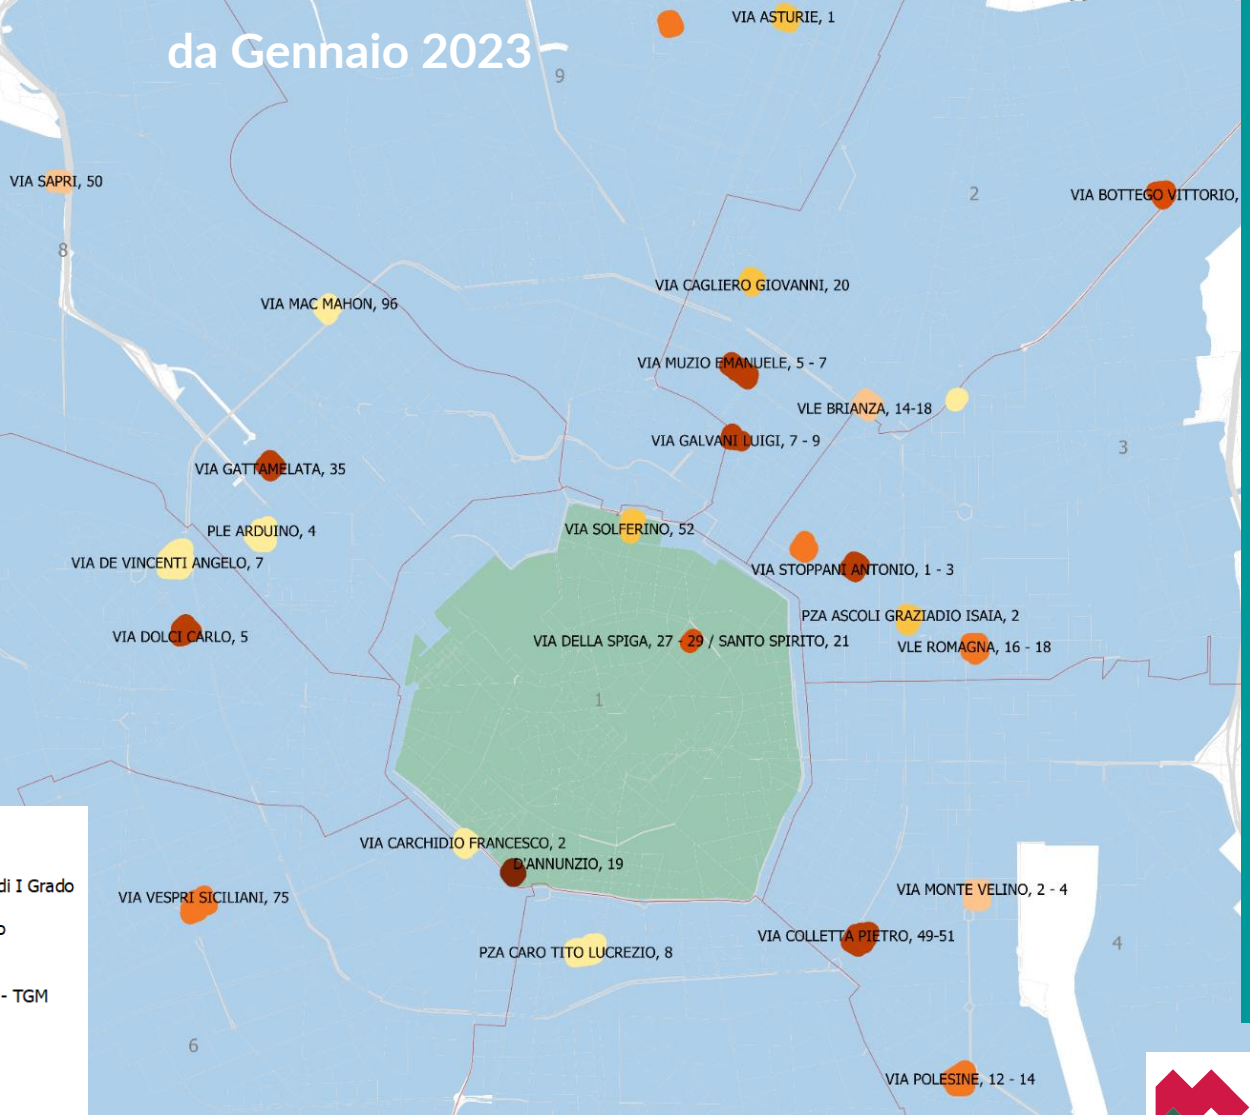 VIA ASTURIE, 1
da Gennaio 2023
9
VIA SAPRI, 50
2
VIA BOTTEGO VITTORIO,
8
VIA CAGLIERO GIOVANNI, 20
VIA MAC MAHON, 96
VIA MUZIO EMANUELE, 5 - 7
VLE BRIANZA, 14-18
VIA GALVANI LUIGI, 7 - 9
3
VIA GATTAMELATA, 35
PLE ARDUINO, 4
VIA SOLFERINO, 52
VIA DE VINCENTI ANGELO, 7
VIA STOPPANI ANTONIO, 1 - 3
PZA ASCOLI GRAZIADIO ISAIA, 2
VIA DOLCI CARLO, 5
VIA DELLA SPIGA, 27 - 29 / SANTO SPIRITO, 21
VLE ROMAGNA, 16 - 18
1
VIA CARCHIDIO FRANCESCO, 2
D'ANNUNZIO, 19
di I Grado
VIA MONTE VELINO, 2 - 4
VIA VESPRI SICILIANI, 75
o
VIA COLLETTA PIETRO, 49-51
4
PZA CARO TITO LUCREZIO, 8
- TGM
6
VIA POLESINE, 12 - 14